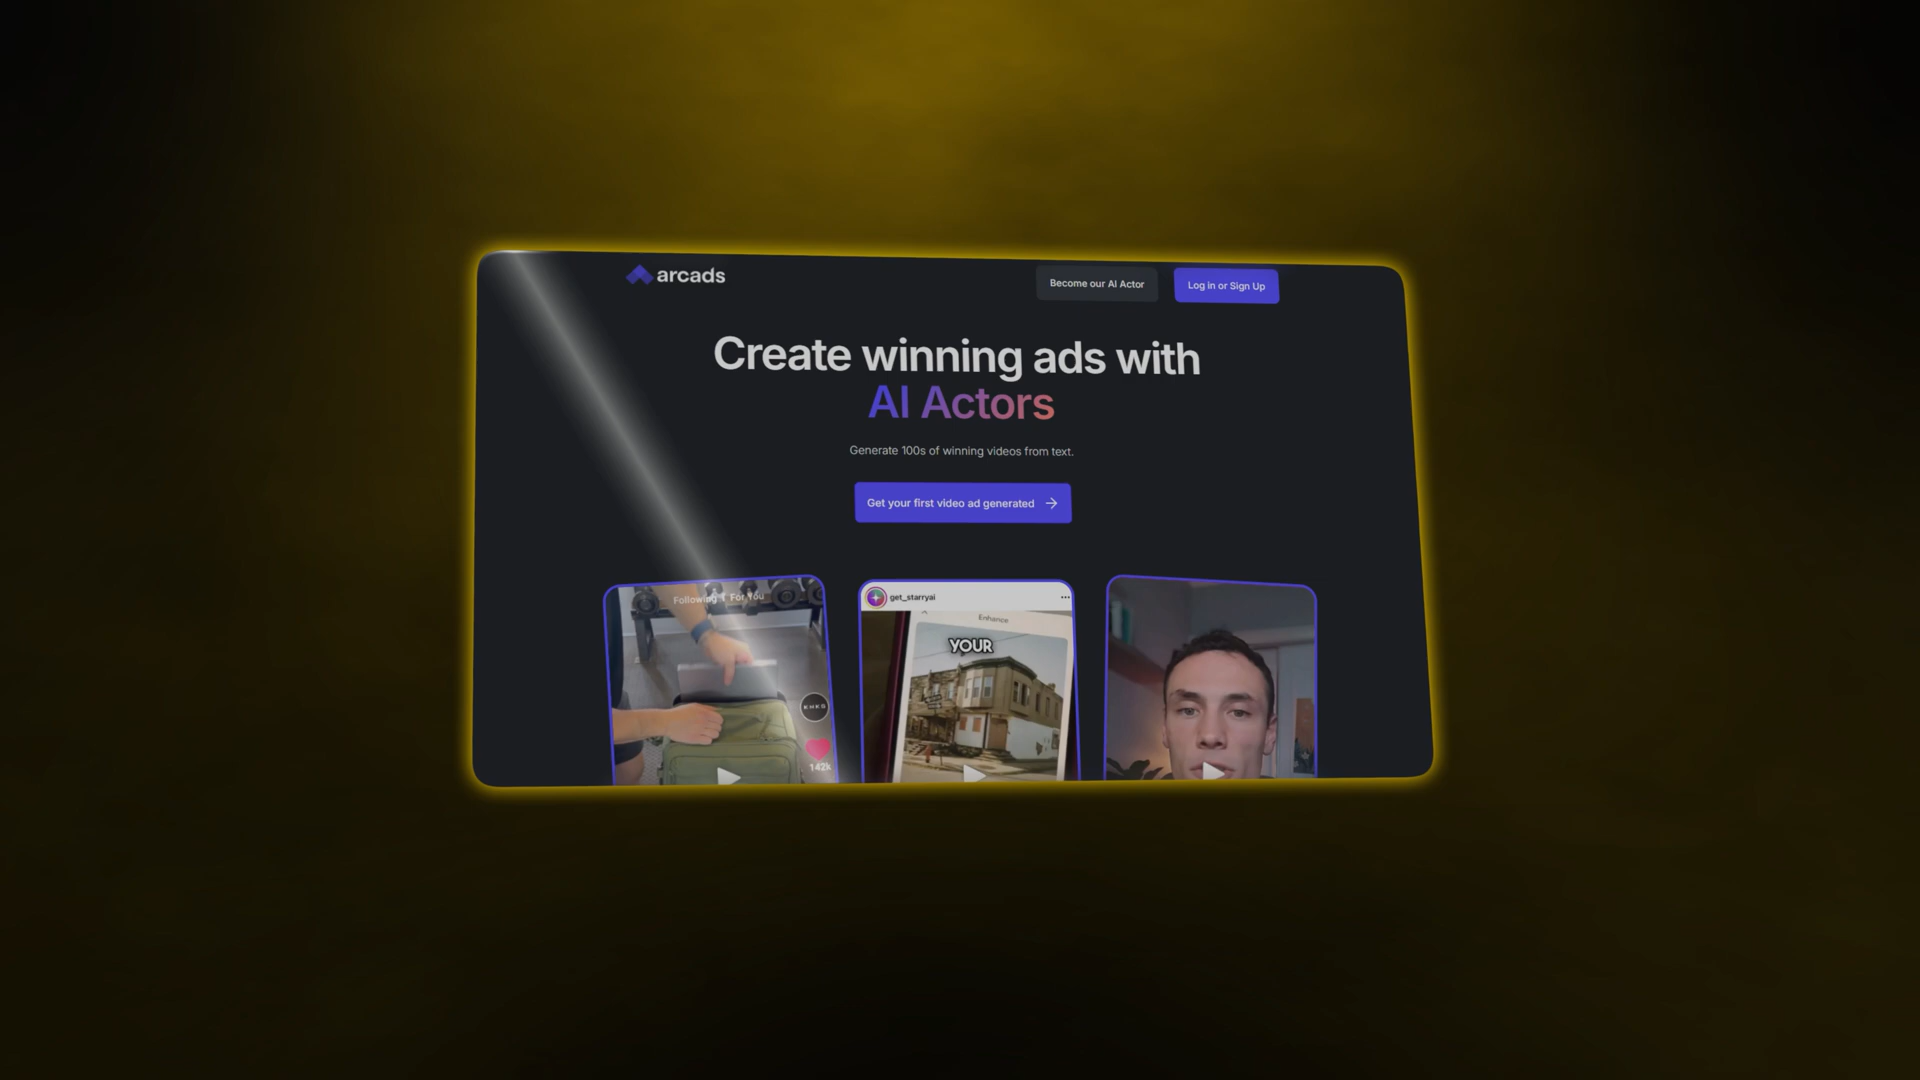 arcads
Become our AI Actor
Log in or Sign Up
Create winning ads with
AI Actors
Generate 100s of winning videos from text.
Get your first video ad generated
Following
For You
get_starryai
Enhance
YOUR
KHKS
142k